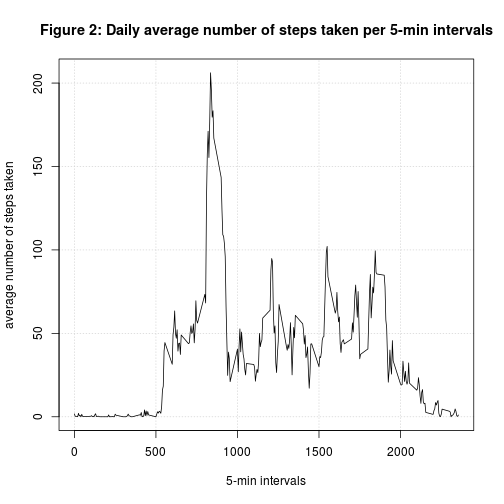 Figure 2: Daily average number of steps taken per 5-min intervals
average number of steps taken
200
150
100
50
0
0 500 1000 1500 2000
5-min intervals